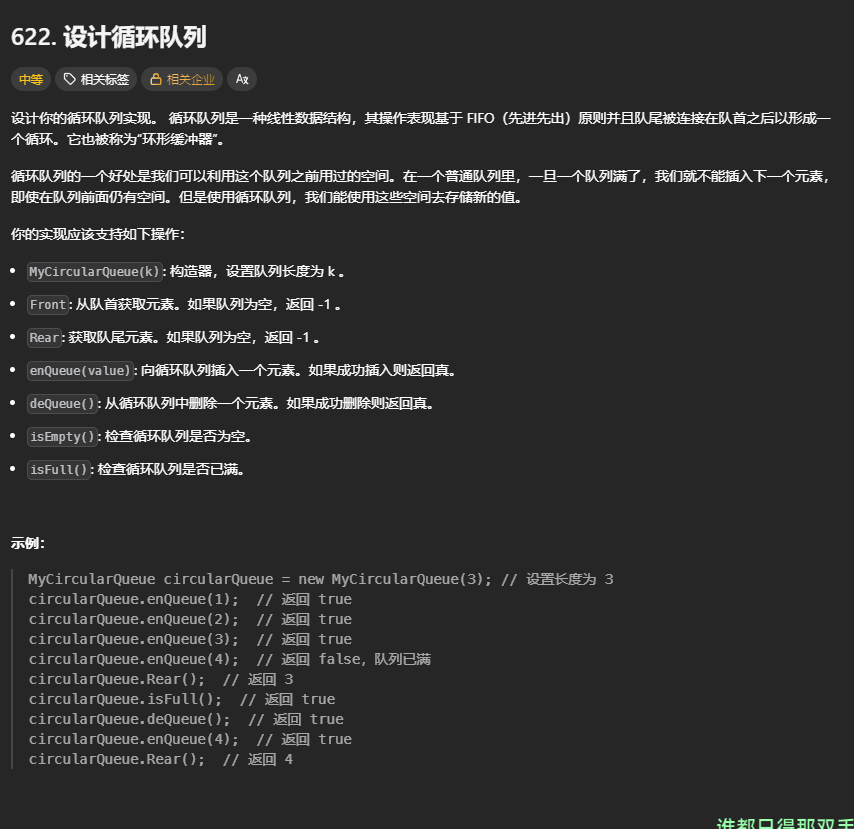 622. 设计循环队列
中等 相关标签 相关企业 Aⅹ
设计你的循环队列实现。 循环队列是一种线性数据结构，其操作表现基于 FIFO（先进先出）原则并且队尾被连接在队首之后以形成一
个循环。它也被称为“环形缓冲器”。
循环队列的一个好处是我们可以利用这个队列之前用过的空间。在一个普通队列里，一旦一个队列满了，我们就不能插入下一个元素，
即使在队列前面仍有空间。但是使用循环队列，我们能使用这些空间去存储新的值。
你的实现应该支持如下操作：
• MyCircularQueue(k): 构造器，设置队列长度为 k 。
• Front: 从队首获取元素。如果队列为空，返回 -1 。
• Rear: 获取队尾元素。如果队列为空，返回 -1 。
• enQueue(value): 向循环队列插入一个元素。如果成功插入则返回真。
• deQueue(): 从循环队列中删除一个元素。如果成功删除则返回真。
• isEmpty(): 检查循环队列是否为空。
• isFull(): 检查循环队列是否已满。
示例：
MyCircularQueue circularQueue = new MyCircularQueue(3); // 设置长度为 3
circularQueue.enQueue(1);  // 返回 true
circularQueue.enQueue(2);  // 返回 true
circularQueue.enQueue(3);  // 返回 true
circularQueue.enQueue(4);  // 返回 false，队列已满
circularQueue.Rear();  // 返回 3
circularQueue.isFull();  // 返回 true
circularQueue.deQueue();  // 返回 true
circularQueue.enQueue(4);  // 返回 true
circularQueue.Rear();  // 返回 4
谁都只得那双手